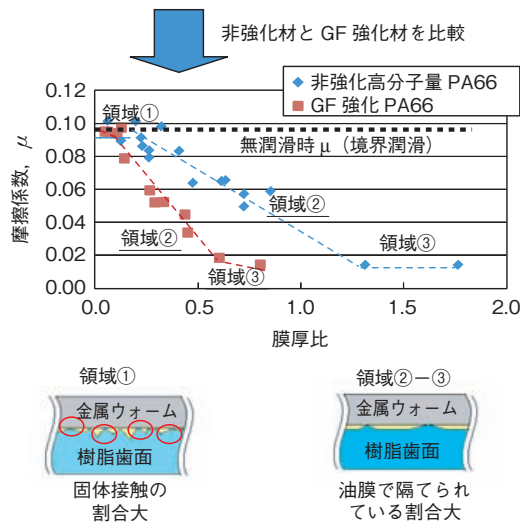 非強化材と GF 強化材を比較
非強化高分子量 PA66
GF 強化 PA66
0.12
0.10
0.08
0.06
0.04
0.02
0.00
摩擦係数, μ
領域①
無潤滑時 μ（境界潤滑）
領域②
領域②
領域③
領域③
0.0
0.5
1.0
1.5
2.0
膜厚比
領域①
金属ウォーム
樹脂歯面
固体接触の
割合大
領域②－③
金属ウォーム
樹脂歯面
油膜で隔てられ
ている割合大